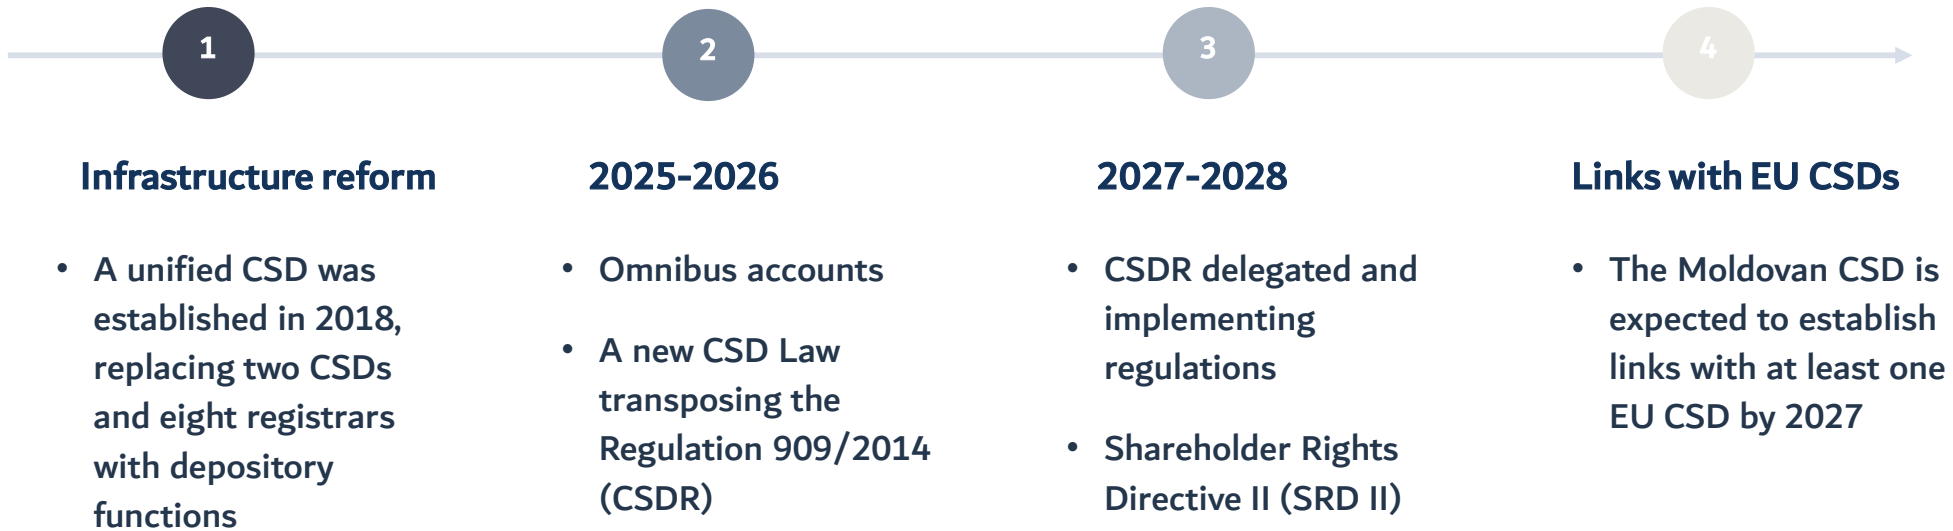 1
2
3
4
Infrastructure reform
• A unified CSD was
established in 2018,
replacing two CSDs
and eight registrars
with depository
functions
2025-2026
• Omnibus accounts
• A new CSD Law
transposing the
Regulation 909/2014
(CSDR)
2027-2028
• CSDR delegated and
implementing
regulations
• Shareholder Rights
Directive II (SRD II)
Links with EU CSDs
• The Moldovan CSD is
expected to establish
links with at least one
EU CSD by 2027